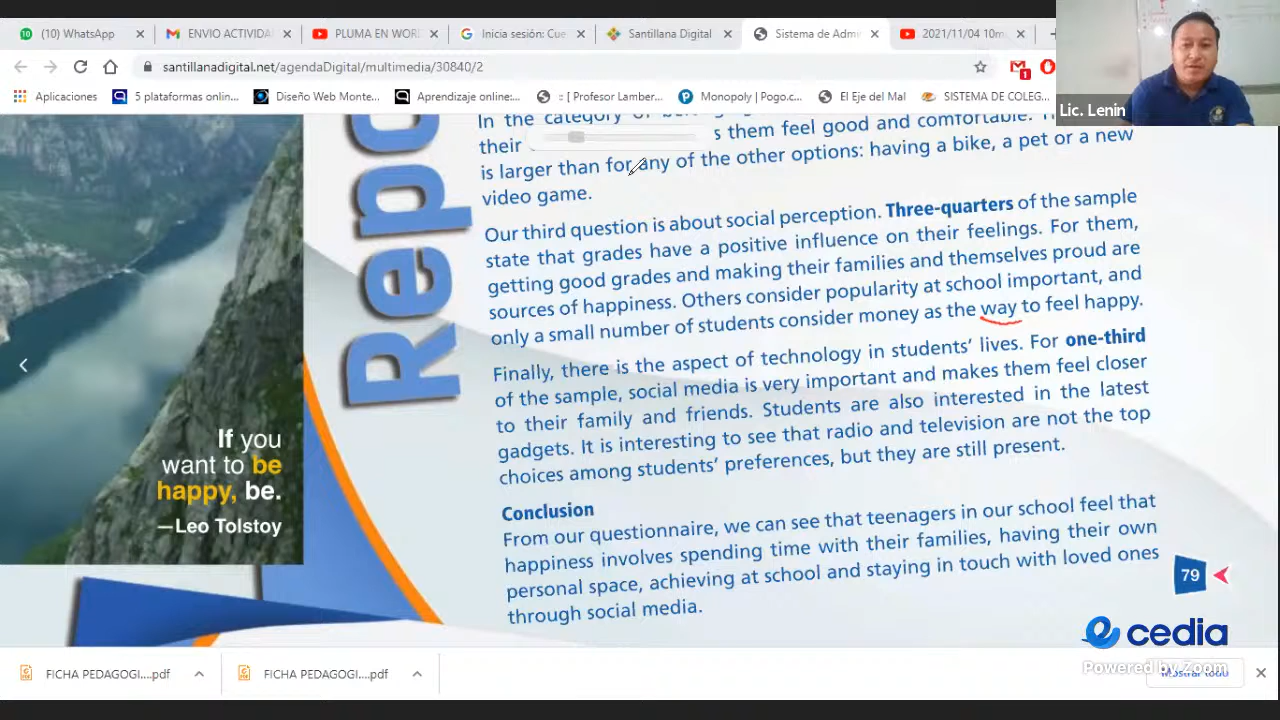 (10) WhatsApp
ENVIO ACTIVIDA
PLUMA EN WOR
Inicia sesión: Cue
Santillana Digital
Sistema de Admi
2021/11/04 10m
santillanadigital.net/agendaDigital/multimedia/30840/2
1
Aplicaciones
5 plataformas onlin...
Diseño Web Monte...
Aprendizaje online:...
:: [ Profesor Lamber...
Monopoly | Pogo.c...
El Eje del Mal
SISTEMA DE COLEG...
Lic. Lenin
In the category of
their s them feel good and comfortable.
is larger than for any of the other options: having a bike, a pet or a new
video game.
Our third question is about social perception. Three-quarters of the sample
state that grades have a positive influence on their feelings. For them,
getting good grades and making their families and themselves proud are
sources of happiness. Others consider popularity at school important, and
only a small number of students consider money as the way to feel happy.
Finally, there is the aspect of technology in students' lives. For one-third
of the sample, social media is very important and makes them feel closer
to their family and friends. Students are also interested in the latest
gadgets. It is interesting to see that radio and television are not the top
choices among students' preferences, but they are still present.
Conclusion
From our questionnaire, we can see that teenagers in our school feel that
happiness involves spending time with their families, having their own
personal space, achieving at school and staying in touch with loved ones
through social media.
Repo
If you
want to be
happy, be.
—Leo Tolstoy
79
cedia
Powered by Zoom
Mostrar todo
FICHA PEDAGOGI....pdf
FICHA PEDAGOGI....pdf